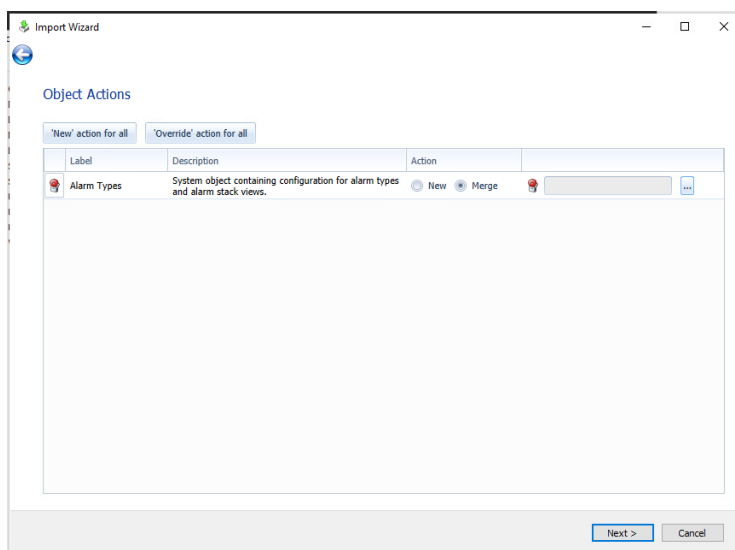 Import Wizard
Object Actions
'New' action for all 'Override' action for all
Label Description Action
Alarm Types System object containing configuration for alarm types New Merge ...
and alarm stack views.
Next > Cancel